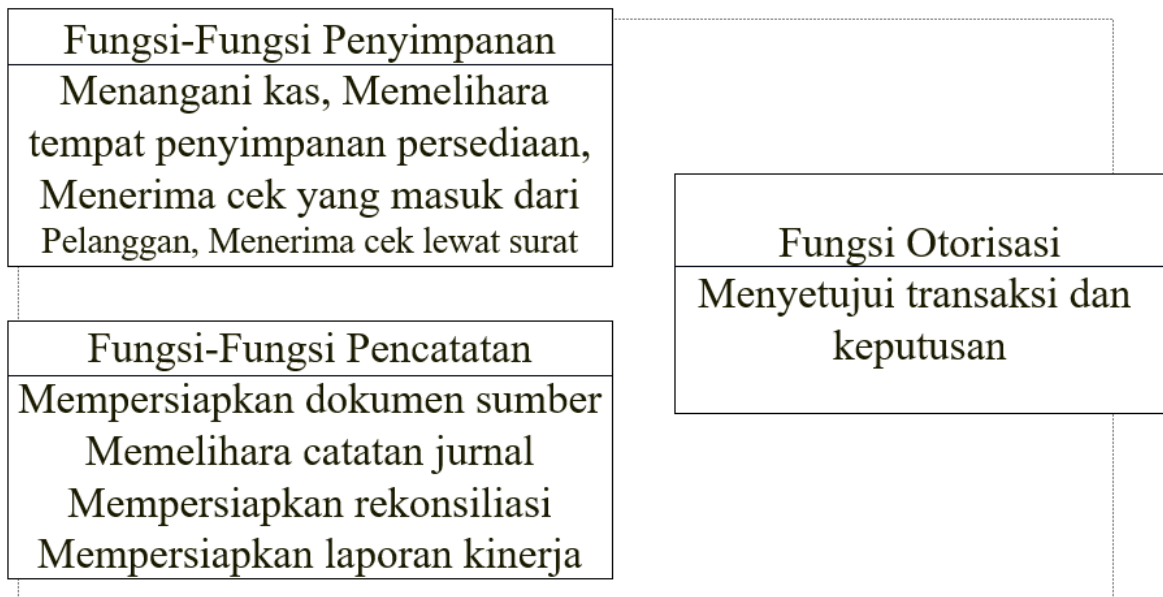 Fungsi-Fungsi Penyimpanan
Menangani kas, Memelihara
tempat penyimpanan persediaan,
Menerima cek yang masuk dari
Pelanggan, Menerima cek lewat surat
Fungsi-Fungsi Pencatatan
Mempersiapkan dokumen sumber
Memelihara catatan jurnal
Mempersiapkan rekonsiliasi
Mempersiapkan laporan kinerja
Fungsi Otorisasi
Menyetujui transaksi dan
keputusan